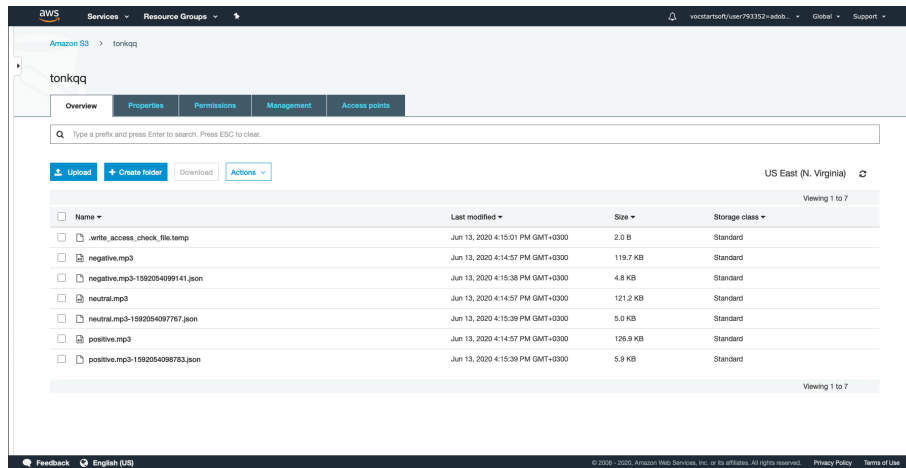 aws Services Resource Groups vocstartsoft/user793352=adob... Global Support
Amazon S3 > tonkqq
tonkqq
Overview Properties Permissions Management Access points
Type a prefix and press Enter to search. Press ESC to clear.
Upload + Create folder Download Actions US East (N. Virginia)
Viewing 1 to 7
Name Last modified Size Storage class
.write_access_check_file.temp Jun 13, 2020 4:15:01 PM GMT+0300 2.0 B Standard
negative.mp3 Jun 13, 2020 4:14:57 PM GMT+0300 119.7 KB Standard
negative.mp3-1592054099141.json Jun 13, 2020 4:15:38 PM GMT+0300 4.8 KB Standard
neutral.mp3 Jun 13, 2020 4:14:57 PM GMT+0300 121.2 KB Standard
neutral.mp3-1592054097767.json Jun 13, 2020 4:15:39 PM GMT+0300 5.0 KB Standard
positive.mp3 Jun 13, 2020 4:14:57 PM GMT+0300 126.9 KB Standard
positive.mp3-1592054098783.json Jun 13, 2020 4:15:39 PM GMT+0300 5.9 KB Standard
Viewing 1 to 7
Feedback English (US) © 2008 - 2020, Amazon Web Services, Inc. or its affiliates. All rights reserved. Privacy Policy Terms of Use